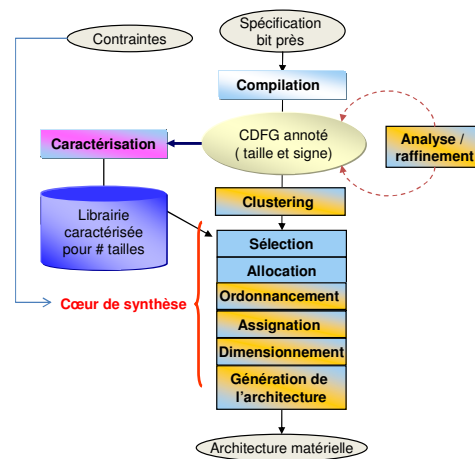 Contraintes
Spécification
bit près
Compilation
CDFG annoté
( taille et signe)
Caractérisation
Analyse /
raffinement
Clustering
Librairie
caractérisée
pour # tailles
Sélection
Allocation
Cœur de synthèse
Ordonnancement
Assignation
Dimensionnement
Génération de
l'architecture
Architecture matérielle